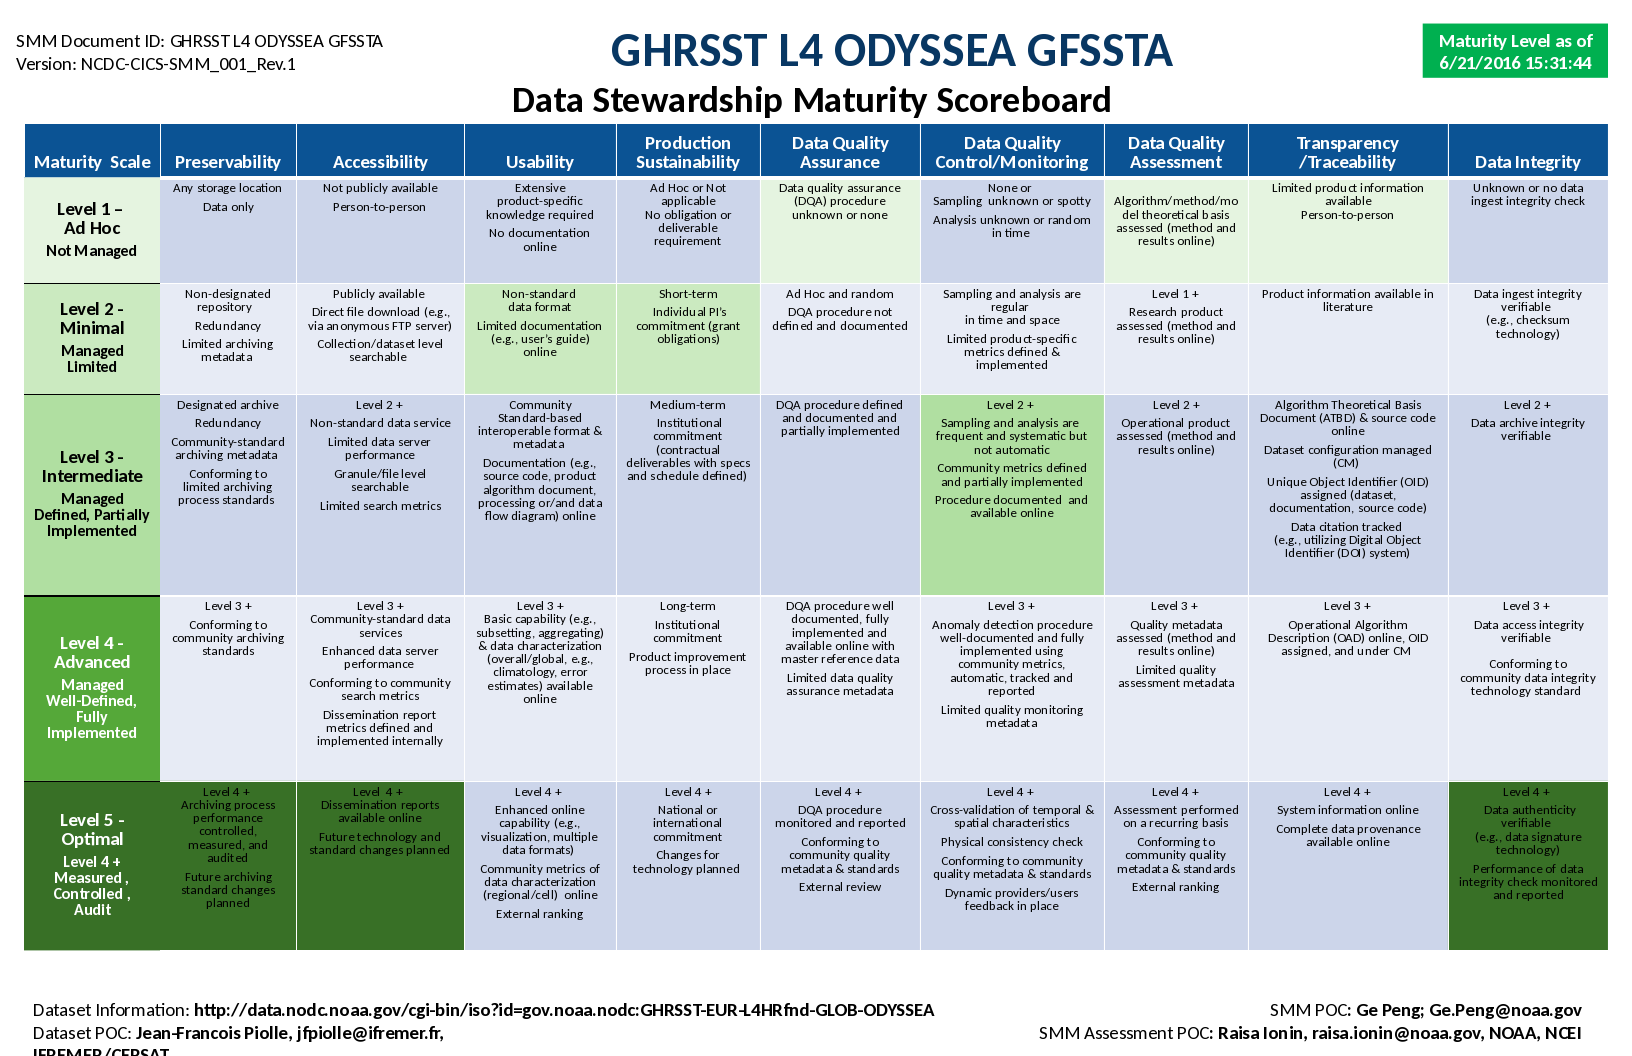 SMM Document ID: GHRSST L4 ODYSSEA GFSSTA
Version: NCDC-CICS-SMM_001_Rev.1
GHRSST L4 ODYSSEA GFSSTA
Maturity Level as of
6/21/2016 15:31:44
Data Stewardship Maturity Scoreboard
Maturity Scale
Preservability
Accessibility
Usability
Production
Sustainability
Data Quality
Assurance
Data Quality
Control/Monitoring
Data Quality
Assessment
Transparency
/Traceability
Data Integrity
Level 1 –
Ad Hoc
Not Managed
Any storage location
Data only
Not publicly available
Person-to-person
Extensive
product-specific
knowledge required
No documentation
online
Ad Hoc or Not
applicable
No obligation or
deliverable
requirement
Data quality assurance
(DQA) procedure
unknown or none
None or
Sampling unknown or spotty
Analysis unknown or random
in time
Algorithm/method/mo
del theoretical basis
assessed (method and
results online)
Limited product information
available
Person-to-person
Unknown or no data
ingest integrity check
Level 2 -
Minimal
Managed
Limited
Non-designated
repository
Redundancy
Limited archiving
metadata
Publicly available
Direct file download (e.g.,
via anonymous FTP server)
Collection/dataset level
searchable
Non-standard
data format
Limited documentation
(e.g., user's guide)
online
Short-term
Individual PI's
commitment (grant
obligations)
Ad Hoc and random
DQA procedure not
defined and documented
Sampling and analysis are
regular
in time and space
Limited product-specific
metrics defined &
implemented
Level 1 +
Research product
assessed (method and
results online)
Product information available in
literature
Data ingest integrity
verifiable
(e.g., checksum
technology)
Level 3 -
Intermediate
Managed
Defined, Partially
Implemented
Designated archive
Redundancy
Community-standard
archiving metadata
Conforming to
limited archiving
process standards
Level 2 +
Non-standard data service
Limited data server
performance
Granule/file level
searchable
Limited search metrics
Community
Standard-based
interoperable format &
metadata
Documentation (e.g.,
source code, product
algorithm document,
processing or/and data
flow diagram) online
Medium-term
Institutional
commitment
(contractual
deliverables with specs
and schedule defined)
DQA procedure defined
and documented and
partially implemented
Level 2 +
Sampling and analysis are
frequent and systematic but
not automatic
Community metrics defined
and partially implemented
Procedure documented and
available online
Level 2 +
Operational product
assessed (method and
results online)
Algorithm Theoretical Basis
Document (ATBD) & source code
online
Dataset configuration managed
(CM)
Unique Object Identifier (OID)
assigned (dataset,
documentation, source code)
Data citation tracked
(e.g., utilizing Digital Object
Identifier (DOI) system)
Level 2 +
Data archive integrity
verifiable
Level 4 -
Advanced
Managed
Well-Defined,
Fully
Implemented
Level 3 +
Conforming to
community archiving
standards
Level 3 +
Community-standard data
services
Enhanced data server
performance
Conforming to community
search metrics
Dissemination report
metrics defined and
implemented internally
Level 3 +
Basic capability (e.g.,
subsetting, aggregating)
& data characterization
(overall/global, e.g.,
climatology, error
estimates) available
online
Long-term
Institutional
commitment
Product improvement
process in place
DQA procedure well
documented, fully
implemented and
available online with
master reference data
Limited data quality
assurance metadata
Level 3 +
Anomaly detection procedure
well-documented and fully
implemented using
community metrics,
automatic, tracked and
reported
Limited quality monitoring
metadata
Level 3 +
Quality metadata
assessed (method and
results online)
Limited quality
assessment metadata
Level 3 +
Operational Algorithm
Description (OAD) online, OID
assigned, and under CM
Level 3 +
Data access integrity
verifiable
Conforming to
community data integrity
technology standard
Level 5 -
Optimal
Level 4 +
Measured ,
Controlled ,
Audit
Level 4 +
Archiving process
performance
controlled,
measured, and
audited
Future archiving
standard changes
planned
Level 4 +
Dissemination reports
available online
Future technology and
standard changes planned
Level 4 +
Enhanced online
capability (e.g.,
visualization, multiple
data formats)
Community metrics of
data characterization
(regional/cell) online
External ranking
Level 4 +
National or
international
commitment
Changes for
technology planned
Level 4 +
DQA procedure
monitored and reported
Conforming to
community quality
metadata & standards
External review
Level 4 +
Cross-validation of temporal &
spatial characteristics
Physical consistency check
Conforming to community
quality metadata & standards
Dynamic providers/users
feedback in place
Level 4 +
Assessment performed
on a recurring basis
Conforming to
community quality
metadata & standards
External ranking
Level 4 +
System information online
Complete data provenance
available online
Level 4 +
Data authenticity
verifiable
(e.g., data signature
technology)
Performance of data
integrity check monitored
and reported
Dataset Information: http://data.nodc.noaa.gov/cgi-bin/iso?id=gov.noaa.nodc:GHRSST-EUR-L4HRfnd-GLOB-ODYSSEA
Dataset POC: Jean-Francois Piolle, jfpiolle@ifremer.fr,
IFREMER/CERSAT
SMM POC: Ge Peng; Ge.Peng@noaa.gov
SMM Assessment POC: Raisa Ionin, raisa.ionin@noaa.gov, NOAA, NCEI